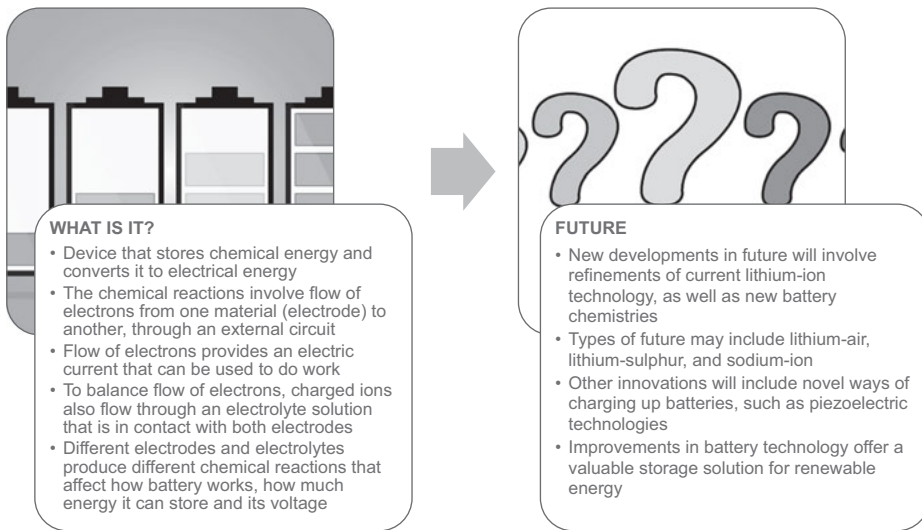 WHAT IS IT?
• Device that stores chemical energy and
converts it to electrical energy
• The chemical reactions involve flow of
electrons from one material (electrode) to
another, through an external circuit
• Flow of electrons provides an electric
current that can be used to do work
• To balance flow of electrons, charged ions
also flow through an electrolyte solution
that is in contact with both electrodes
• Different electrodes and electrolytes
produce different chemical reactions that
affect how battery works, how much
energy it can store and its voltage
FUTURE
• New developments in future will involve
refinements of current lithium-ion
technology, as well as new battery
chemistries
• Types of future may include lithium-air,
lithium-sulphur, and sodium-ion
• Other innovations will include novel ways of
charging up batteries, such as piezoelectric
technologies
• Improvements in battery technology offer a
valuable storage solution for renewable
energy